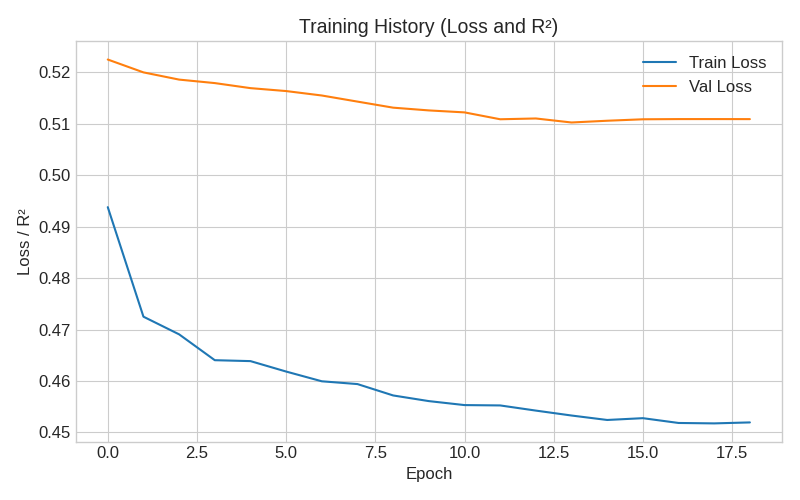 Training History (Loss and R²)
Train Loss
Val Loss
Loss / R²
0.52
0.51
0.50
0.49
0.48
0.47
0.46
0.45
0.0 2.5 5.0 7.5 10.0 12.5 15.0 17.5
Epoch